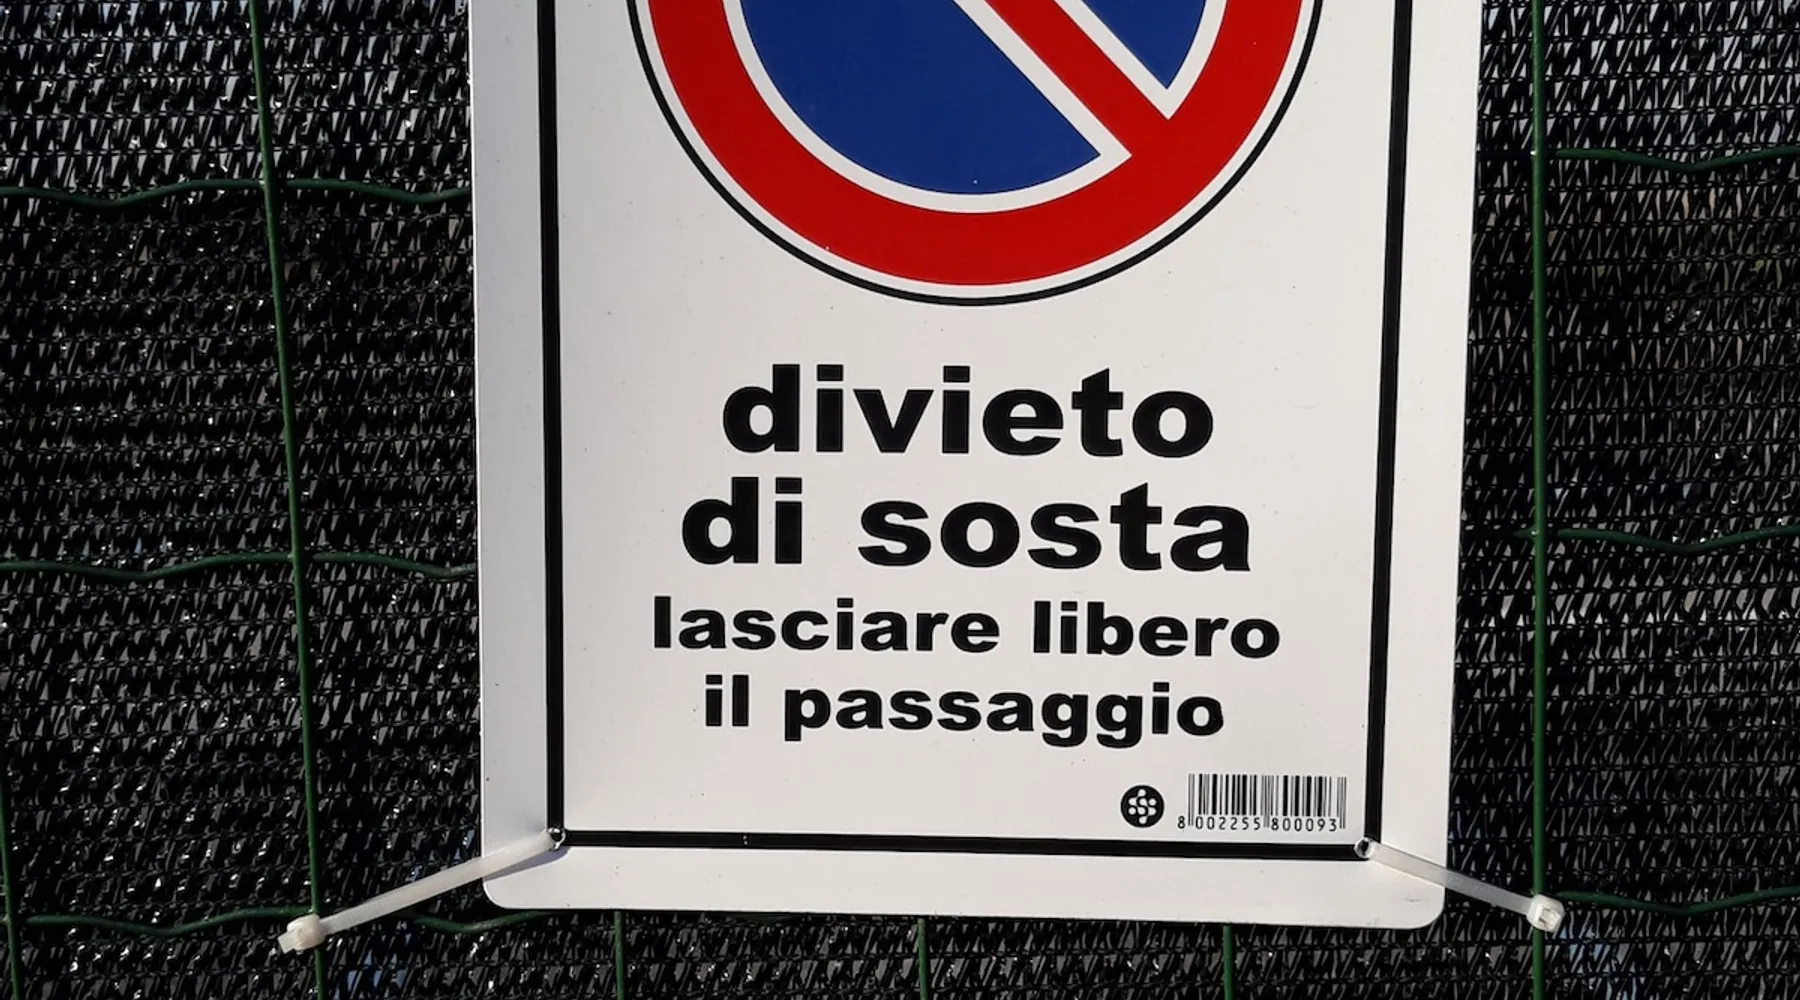 divieto
di sosta
lasciare libero
il passaggio
8 002255 800093